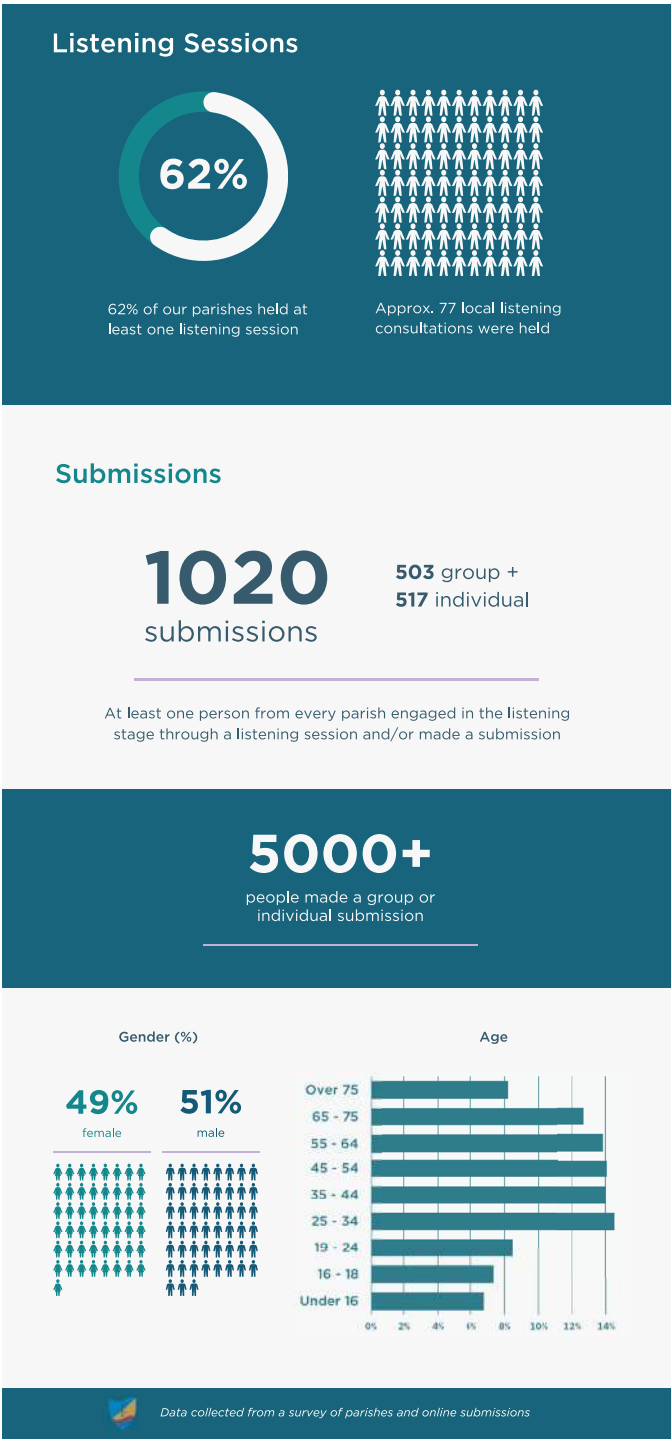 Listening Sessions
62%
62% of our parishes held at
least one listening session
Approx. 77 local listening
consultations were held
Submissions
1020
submissions
503 group +
517 individual
At least one person from every parish engaged in the listening
stage through a listening session and/or made a submission
5000+
people made a group or
individual submission
Gender (%)
49%
female
51%
male
Age
Over 75
65 - 75
55 - 64
45 - 54
35 - 44
25 - 34
19 - 24
16 - 18
Under 16
0% 2% 4% 6% 8% 10% 12% 14%
Data collected from a survey of parishes and online submissions